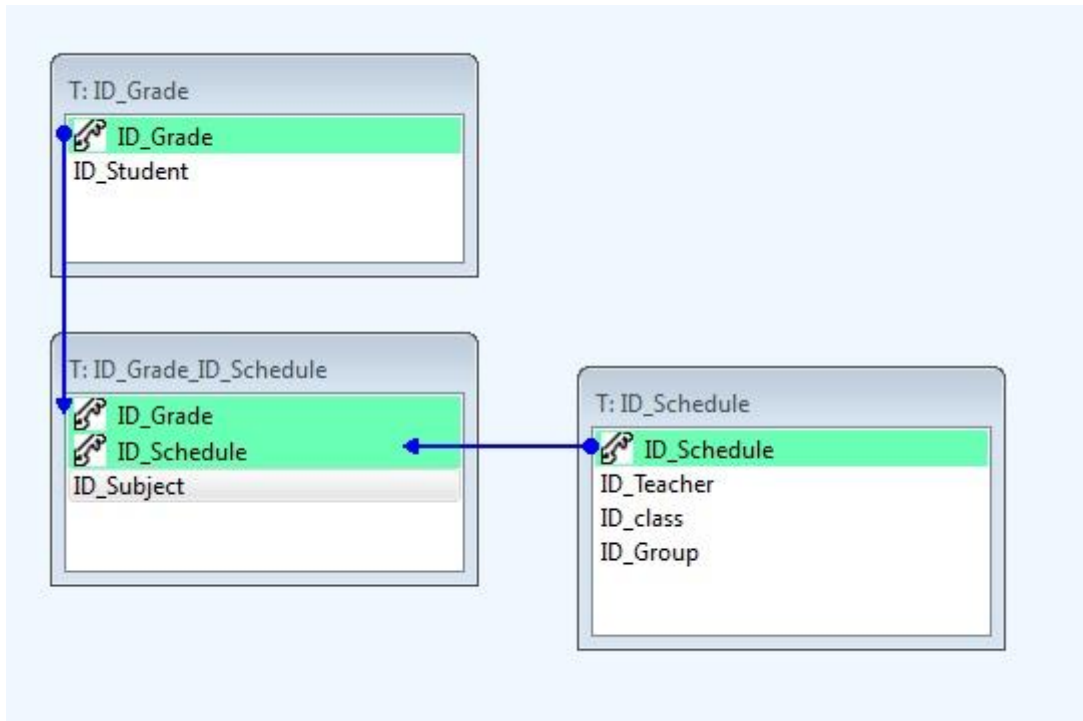 T: ID_Grade
ID_Grade
ID_Student
T: ID_Grade_ID_Schedule
ID_Grade
ID_Schedule
ID_Subject
T: ID_Schedule
ID_Schedule
ID_Teacher
ID_class
ID_Group